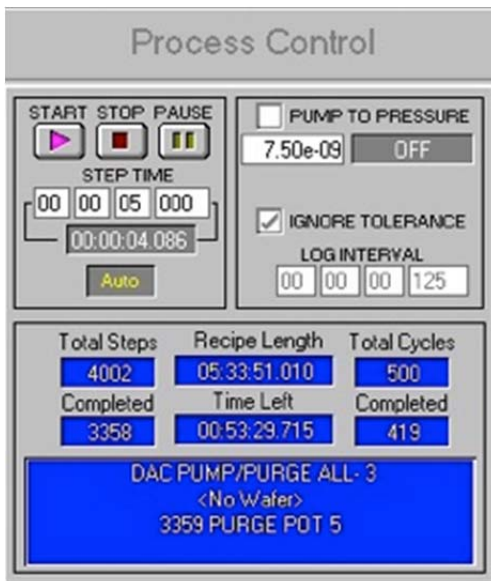 Process Control
START STOP PAUSE
STEP TIME
00 00 05 000
00:00:04.086
Auto
PUMP TO PRESSURE
7.50e-09 OFF
IGNORE TOLERANCE
LOG INTERVAL
00 00 00 125
Total Steps Recipe Length Total Cycles
4002 05:33:51.010 500
Completed Time Left Completed
3358 00:53:29.715 419
DAC PUMP/PURGE ALL- 3
<No Wafer>
3359 PURGE POT 5